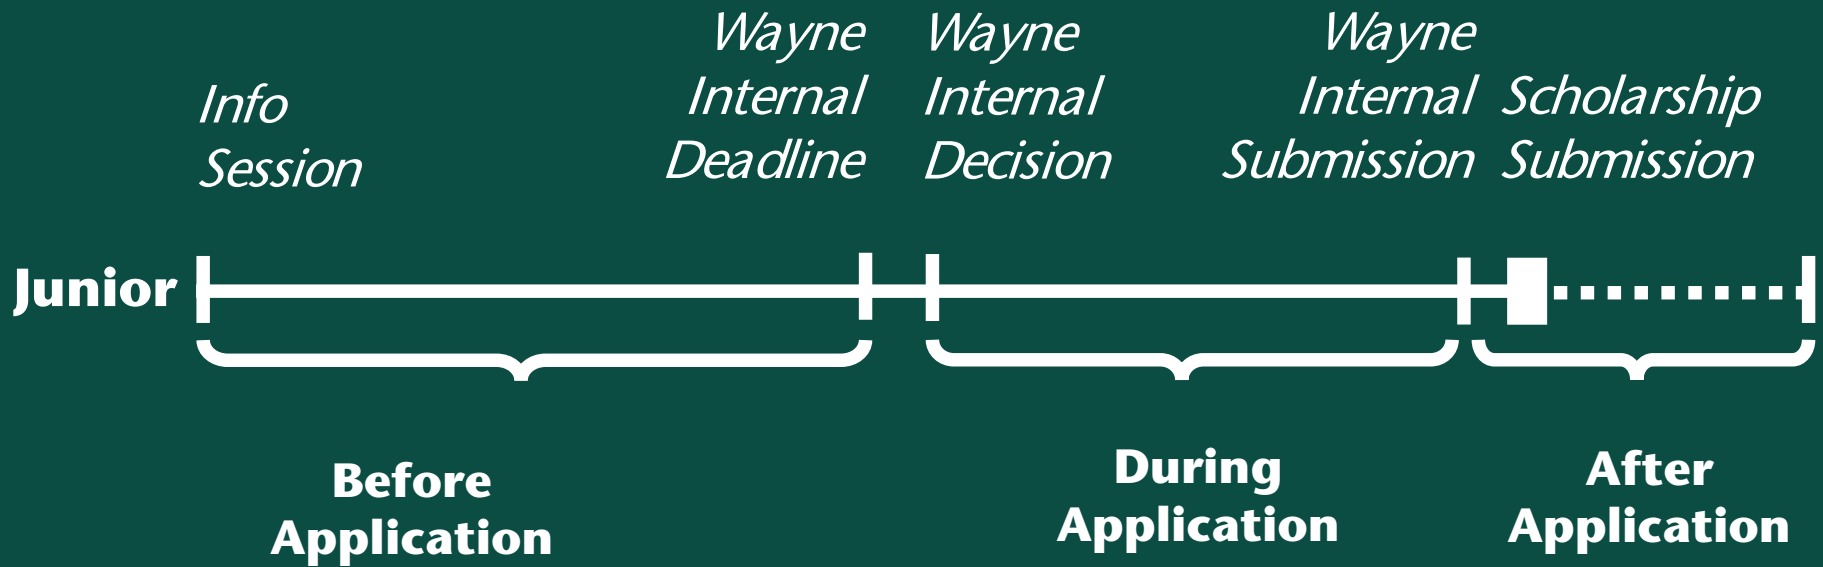 Info
Session
Wayne
Internal
Deadline
Wayne
Internal
Decision
Wayne
Internal
Submission
Scholarship
Submission
Junior
Before
Application
During
Application
After
Application